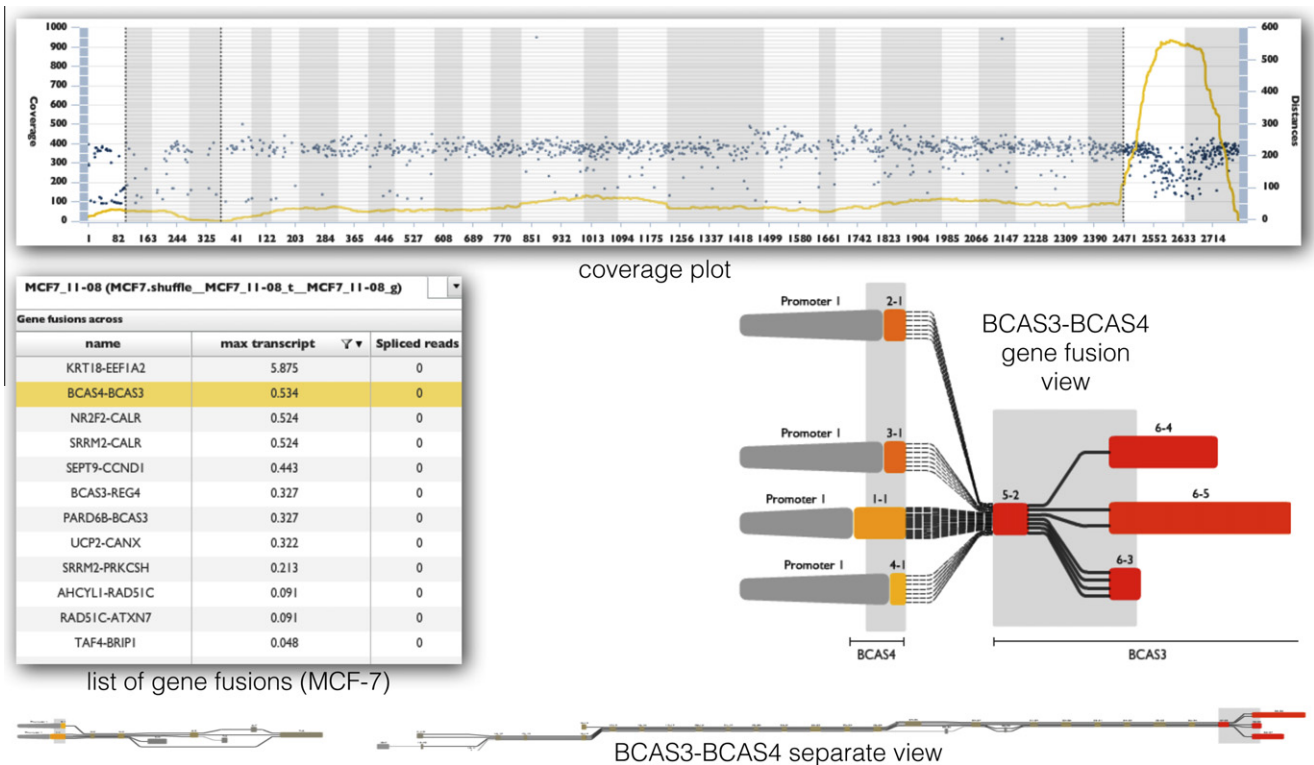 1000
900
800
700
600
500
400
300
200
100
0
Coverage
600
500
400
300
200
100
0
Distances
1 82 163 244 325 41 122 203 284 365 446 527 608 689 770 851 932 1013 1094 1175 1256 1337 1418 1499 1580 1661 1742 1823 1904 1985 2066 2147 2228 2309 2390 2471 2552 2633 2714
coverage plot
MCF7_11-08 (MCF7.shuffle__MCF7_11-08_t__MCF7_11-08_g)
Gene fusions across
name max transcript Spliced reads
KRT18-EEF1A2 5.875 0
BCAS4-BCAS3 0.534 0
NR2F2-CALR 0.524 0
SRRM2-CALR 0.524 0
SEPT9-CCND1 0.443 0
BCAS3-REG4 0.327 0
PARD6B-BCAS3 0.327 0
UCP2-CANX 0.322 0
SRRM2-PRKCSH 0.213 0
AHCYL1-RAD51C 0.091 0
RAD51C-ATXN7 0.091 0
TAF4-BRIP1 0.048 0
list of gene fusions (MCF-7)
BCAS3-BCAS4
gene fusion
view
Promoter 1 2-1
Promoter 1 3-1
Promoter 1 1-1
Promoter 1 4-1
5-2
6-4
6-5
6-3
BCAS4
BCAS3
BCAS3-BCAS4 separate view